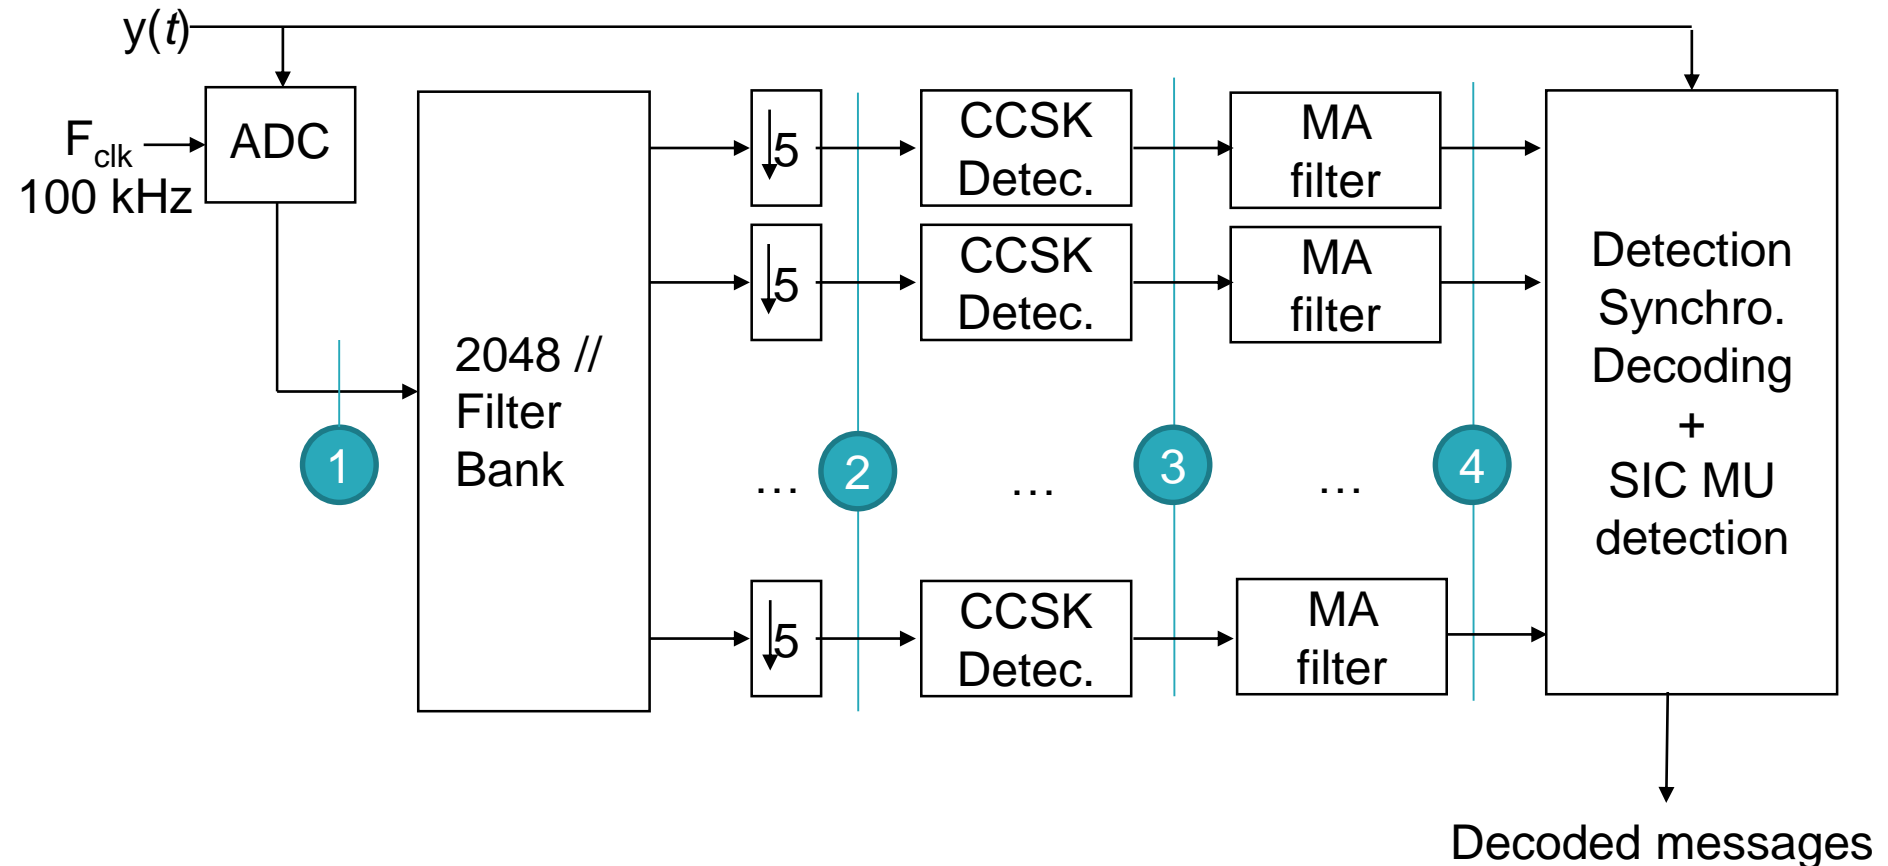 y(t)
F_clk
100 kHz
ADC
1
2048 //
Filter
Bank
↓5
↓5
…
↓5
2
CCSK
Detec.
CCSK
Detec.
…
CCSK
Detec.
3
MA
filter
MA
filter
…
MA
filter
4
Detection
Synchro.
Decoding
+
SIC MU
detection
Decoded messages